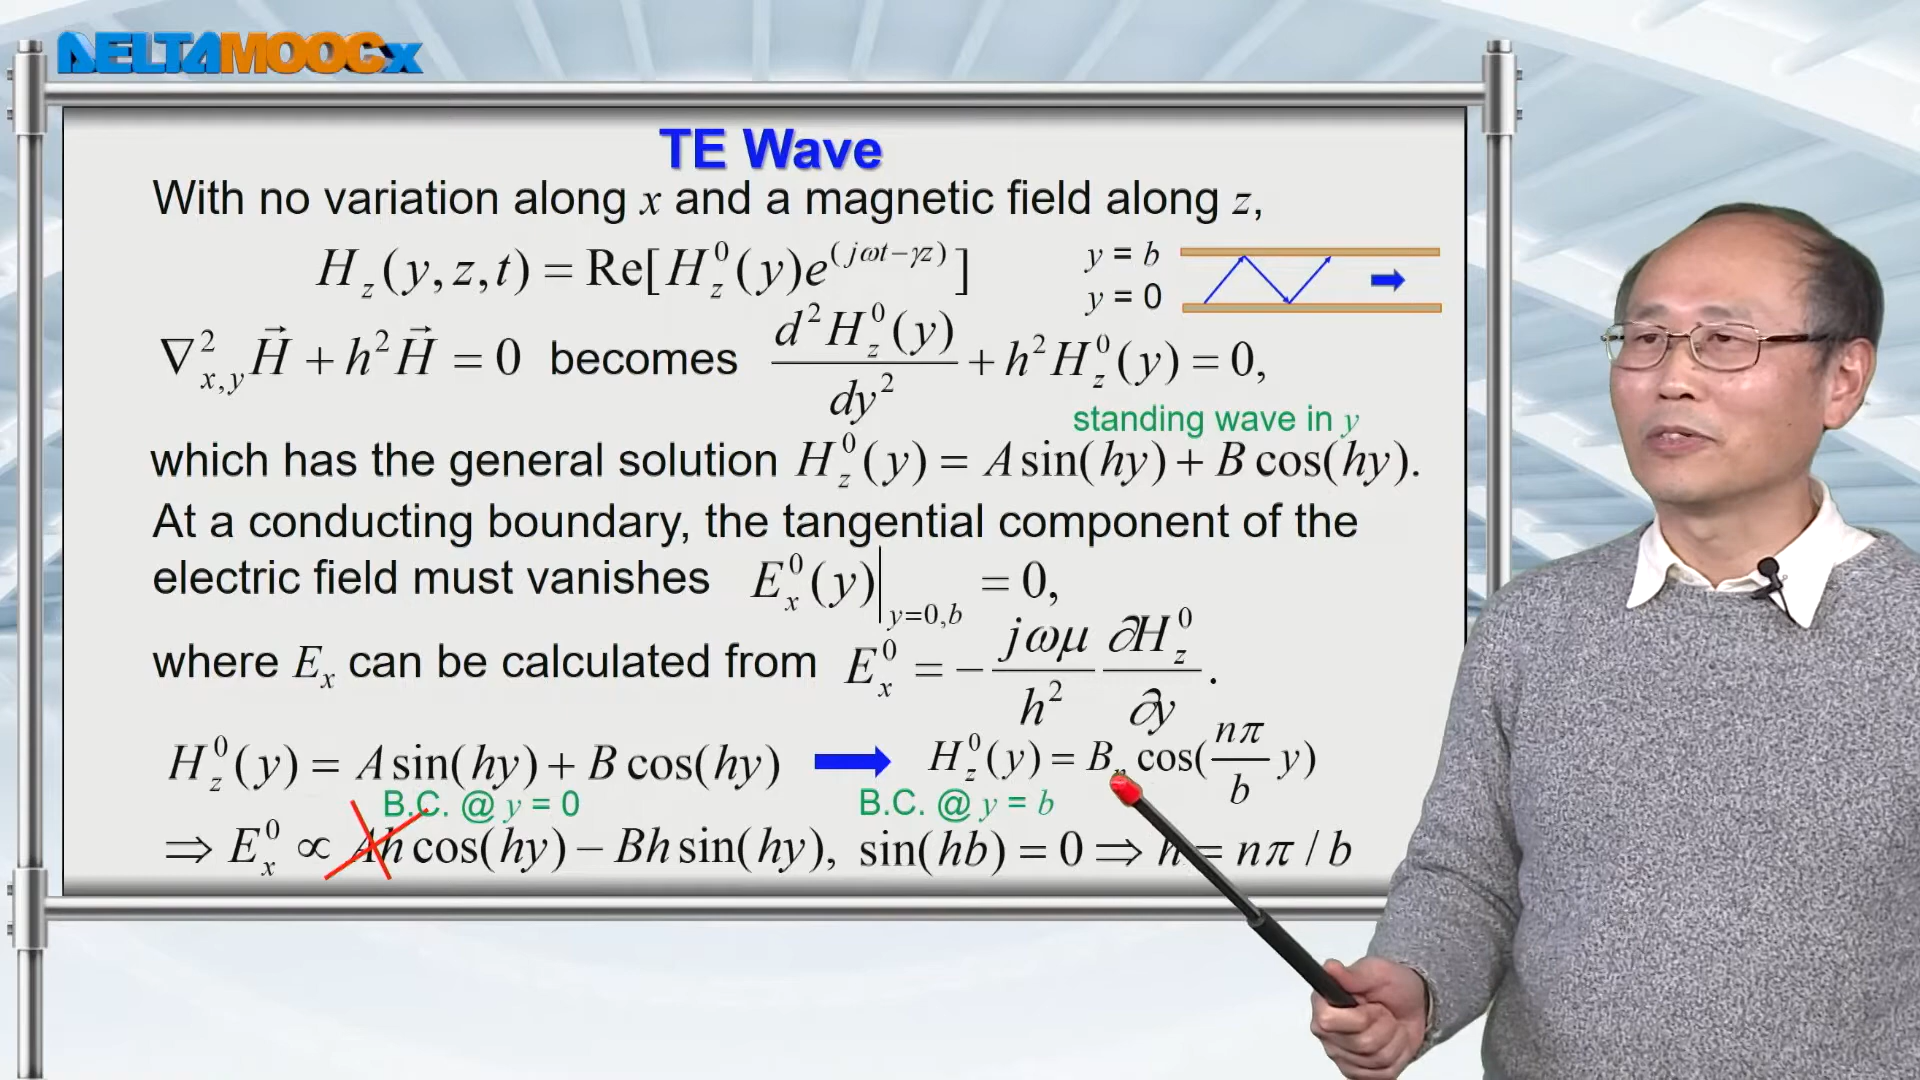 DELTAMOOCx
TE Wave
With no variation along x and a magnetic field along z,
H_z(y,z,t) = Re[H_z^0(y)e^{(jωt−γz)}]
y = b
y = 0
∇²_{x,y} H⃗ + h² H⃗ = 0 becomes d²H_z^0(y)/dy² + h²H_z^0(y) = 0,
standing wave in y
which has the general solution H_z^0(y) = A sin(hy) + B cos(hy).
At a conducting boundary, the tangential component of the
electric field must vanishes E_x^0(y)|_{y=0,b} = 0,
where E_x can be calculated from E_x^0 = − jωμ/h² ∂H_z^0/∂y .
H_z^0(y) = A sin(hy) + B cos(hy) H_z^0(y) = B_n cos(nπ/b y)
B.C. @ y = 0 B.C. @ y = b
⇒ E_x^0 ∝ Ah cos(hy) − Bh sin(hy), sin(hb) = 0 ⇒ h = nπ / b